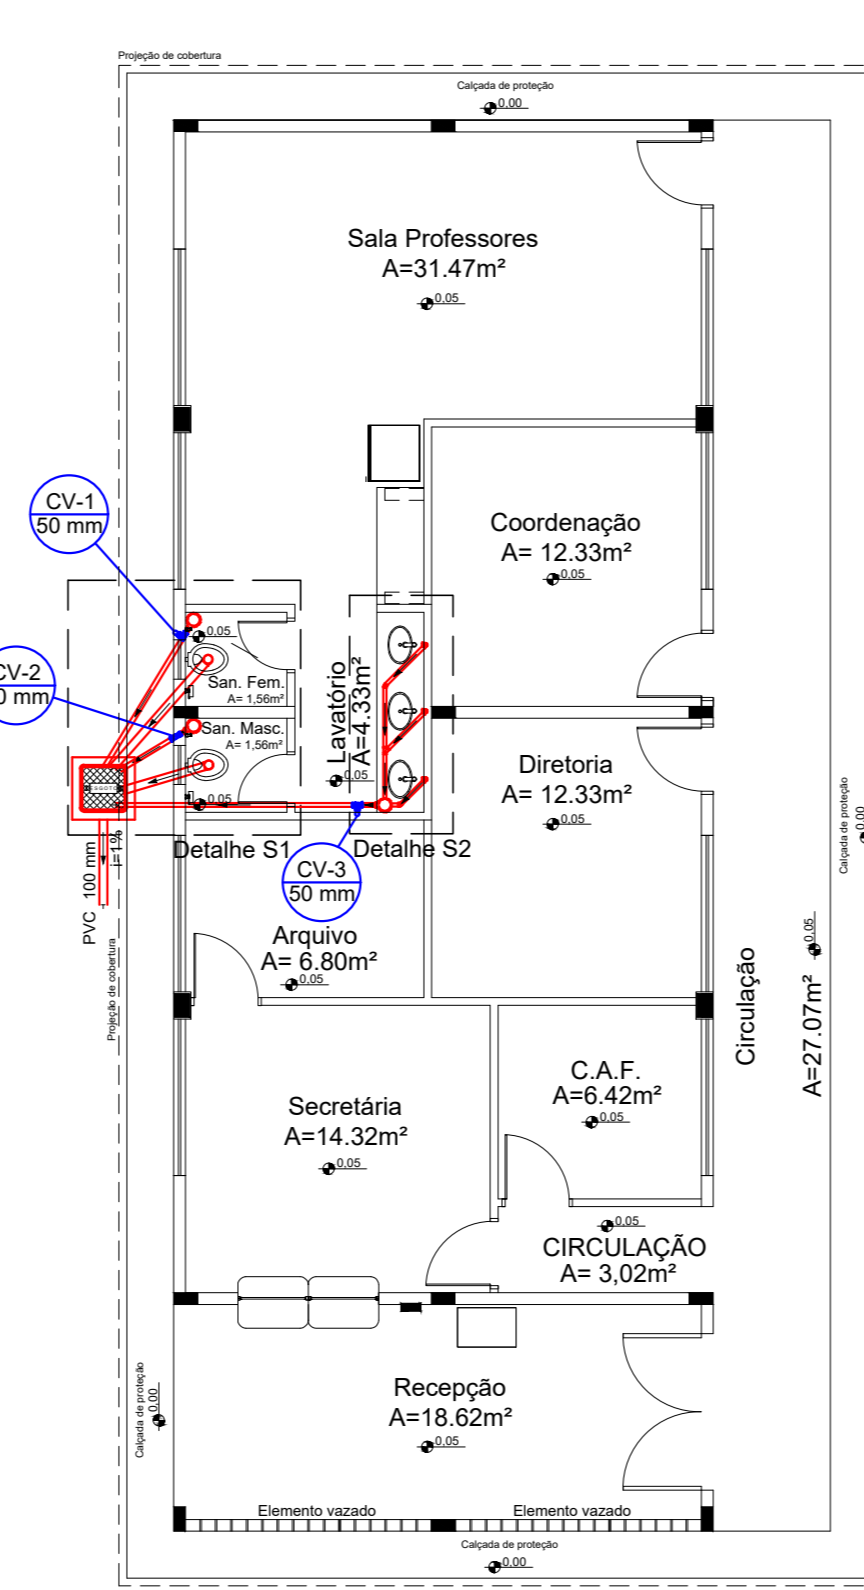 Projeção de cobertura
Calçada de proteção
0,00
Sala Professores
A=31.47m²
0,05
CV-1
50 mm
Coordenação
A= 12.33m²
0,05
0,05
San. Fem.
A= 1,56m²
CV-2
0 mm
San. Masc.
A= 1,56m²
0,05
Lavatório
A=4.33m²
0,05
Diretoria
A= 12.33m²
0,05
ESGOTO
Detalhe S1
Detalhe S2
PVC 100 mm
i=1%
CV-3
50 mm
Calçada de proteção
0,00
Arquivo
A= 6.80m²
0,05
Projeção de cobertura
Circulação
A=27.07m²
0,05
Secretária
A=14.32m²
0,05
C.A.F.
A=6.42m²
0,05
0,05
CIRCULAÇÃO
A= 3,02m²
Calçada de proteção
0,00
Recepção
A=18.62m²
0,05
Elemento vazado
Elemento vazado
Calçada de proteção
0,00